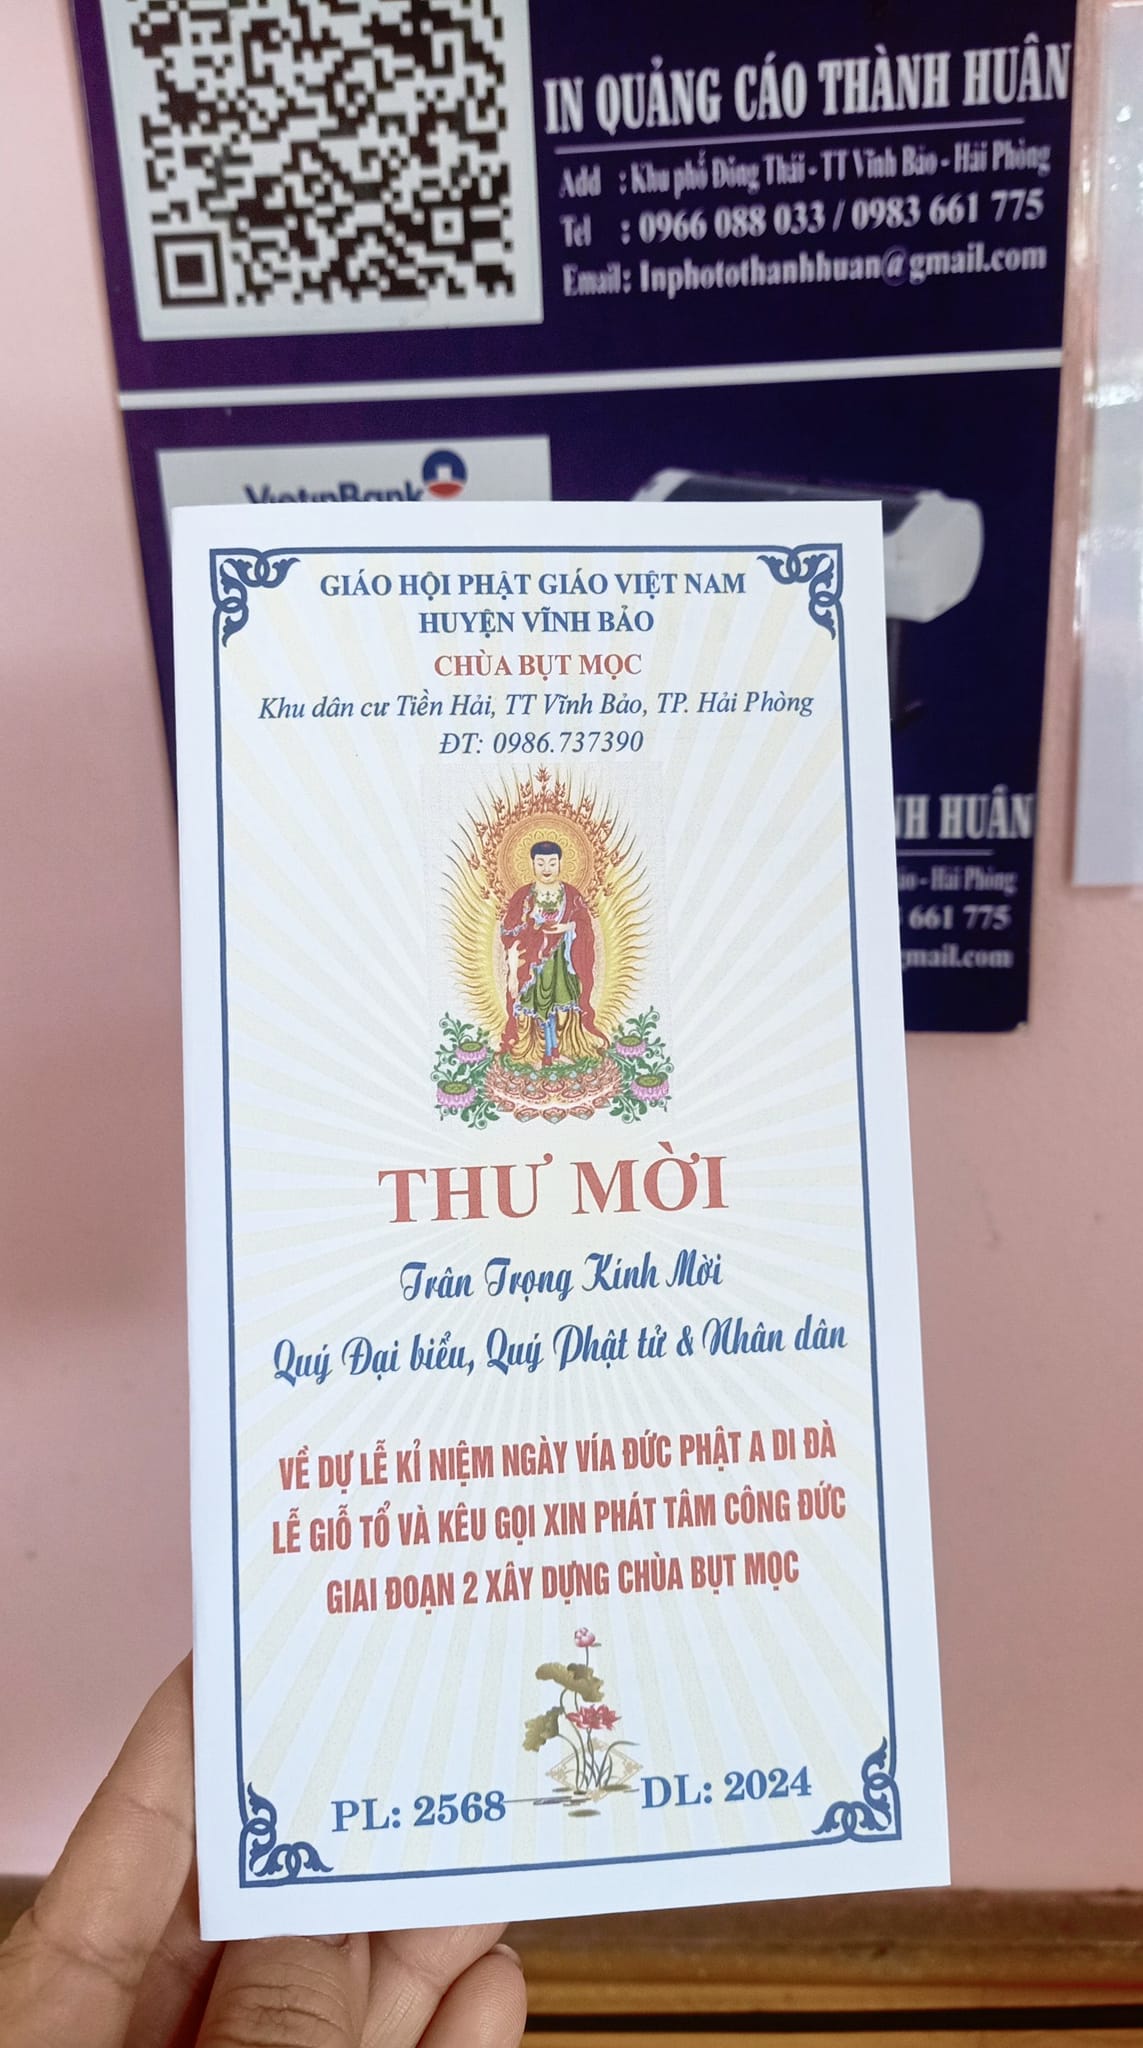 IN QUẢNG CÁO THÀNH HUÂN
Add : Khu phố Đông Thái - TT Vĩnh Bảo - Hải Phòng
Tel : 0966 088 033 / 0983 661 775
Email: Inphotothanhhuan@gmail.com
VietinBank
GIÁO HỘI PHẬT GIÁO VIỆT NAM
HUYỆN VĨNH BẢO
CHÙA BỤT MỌC
Khu dân cư Tiền Hải, TT Vĩnh Bảo, TP. Hải Phòng
ĐT: 0986.737390
NH HUÂN
ảo - Hải Phòng
661 775
gmail.com
THƯ MỜI
Trân Trọng Kính Mời
Quý Đại biểu, Quý Phật tử & Nhân dân
VỀ DỰ LỄ KỈ NIỆM NGÀY VÍA ĐỨC PHẬT A DI ĐÀ
LỄ GIỖ TỔ VÀ KÊU GỌI XIN PHÁT TÂM CÔNG ĐỨC
GIAI ĐOẠN 2 XÂY DỰNG CHÙA BỤT MỌC
PL: 2568 DL: 2024